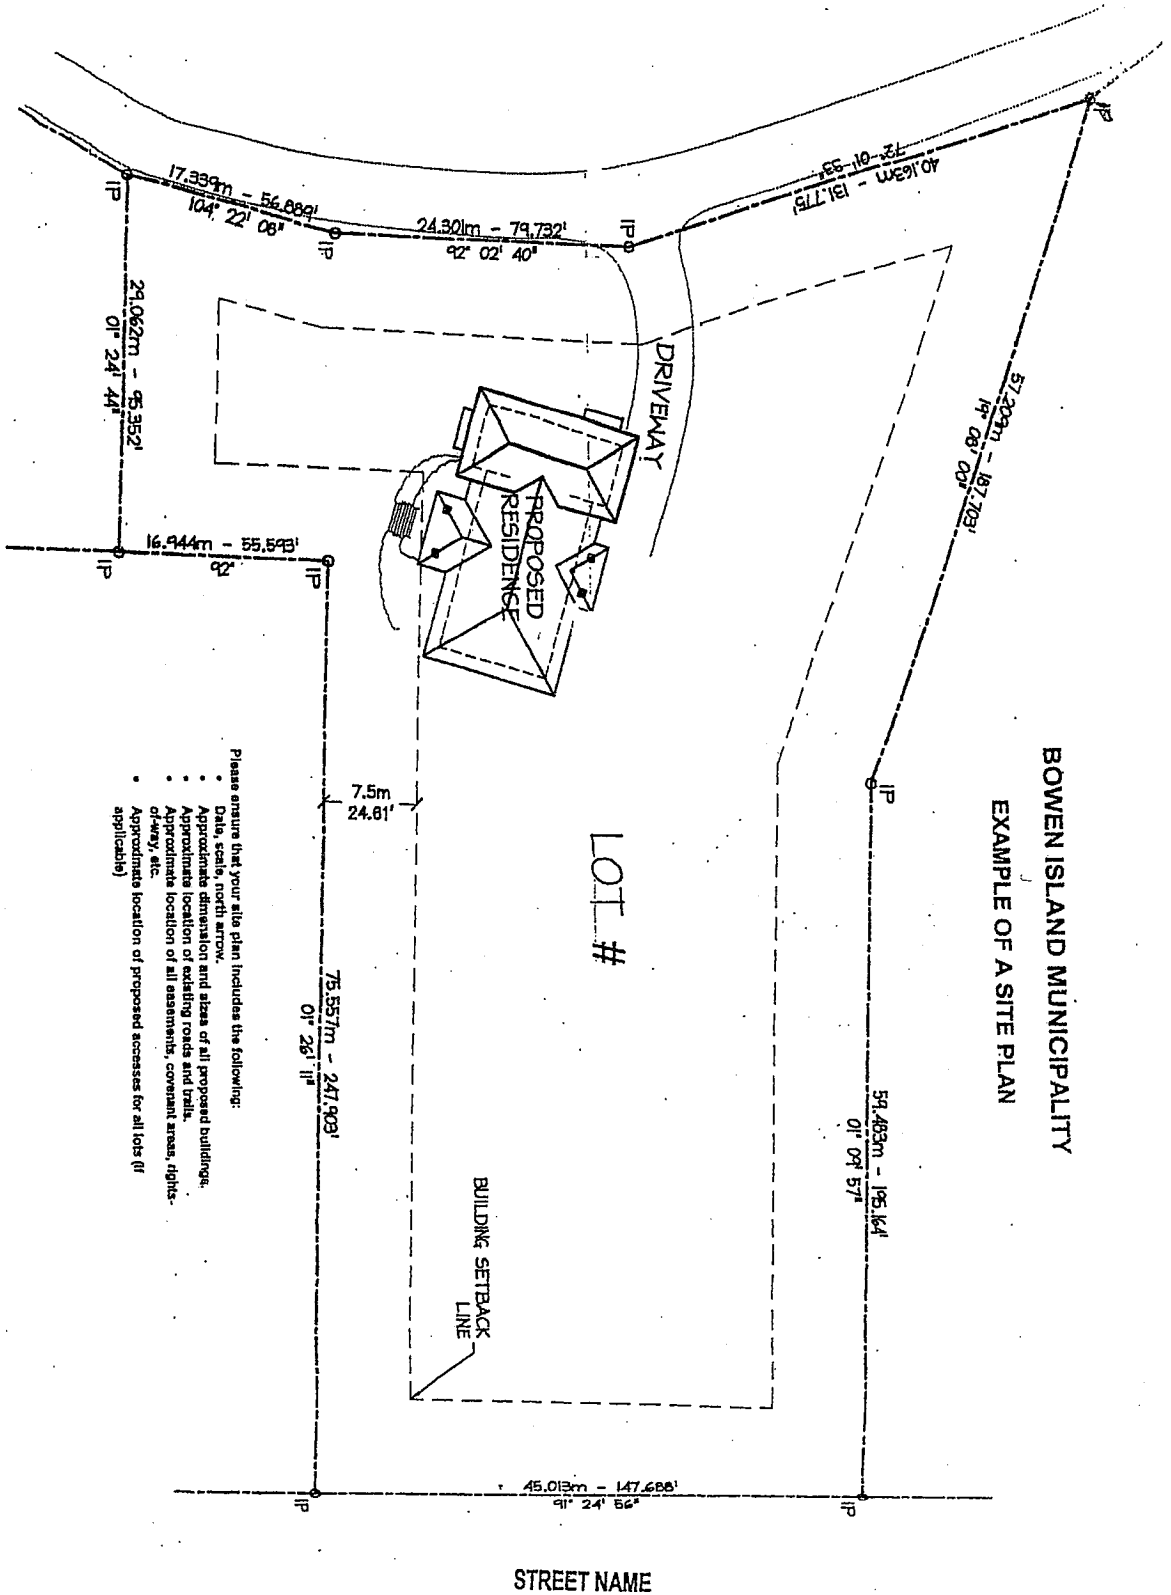 BOWEN ISLAND MUNICIPALITY
EXAMPLE OF A SITE PLAN
IP
72°-01'-33"
40.163m - 131.775'
17.339m - 56.889'
104° 22' 08"
IP
IP
24.301m - 79.732'
92° 02' 40"
IP
29.062m - 95.352'
01° 24' 44"
57.209m - 187.703'
19° 08' 00"
DRIVEWAY
PROPOSED
RESIDENCE
16.944m - 55.593'
92°
IP
IP
IP
7.5m
24.61'
LOT #
Please ensure that your site plan includes the following:
• Date, scale, north arrow.
• Approximate dimension and sizes of all proposed buildings.
• Approximate location of existing roads and trails.
• Approximate location of all easements, covenant areas, rights-
of-way, etc.
• Approximate location of proposed accesses for all lots (if
applicable)
75.557m - 247.903'
01° 26' 11"
59.483m - 195.164'
01° 09' 57"
BUILDING SETBACK
LINE
45.013m - 147.688'
91° 24' 56"
IP
IP
STREET NAME